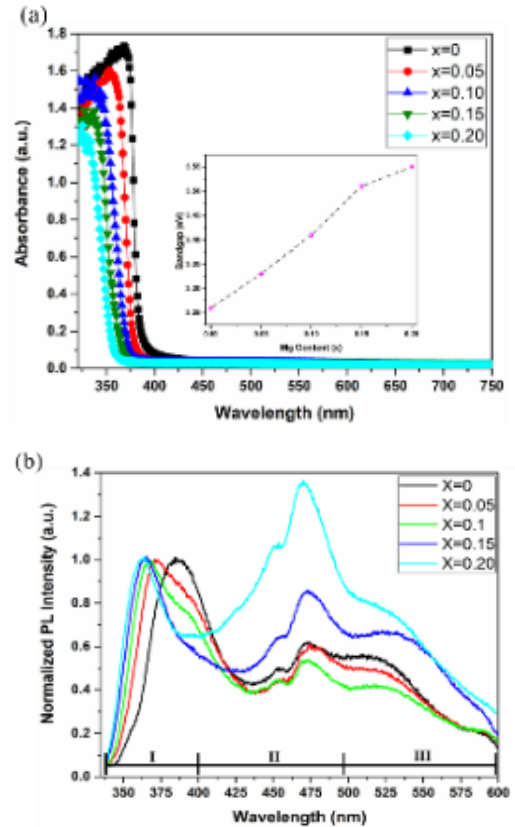 (a)
1.8
1.6
1.4
1.2
1.0
0.8
0.6
0.4
0.2
0.0
Absorbance (a.u.)
x=0
x=0.05
x=0.10
x=0.15
x=0.20
Bandgap (eV)
Mg Content (x)
350 400 450 500 550 600 650 700 750
Wavelength (nm)
(b)
1.4
1.2
1.0
0.8
0.6
0.4
0.2
0.0
Normalized PL Intensity (a.u.)
X=0
X=0.05
X=0.1
X=0.15
X=0.20
I II III
350 375 400 425 450 475 500 525 550 575 600
Wavelength (nm)